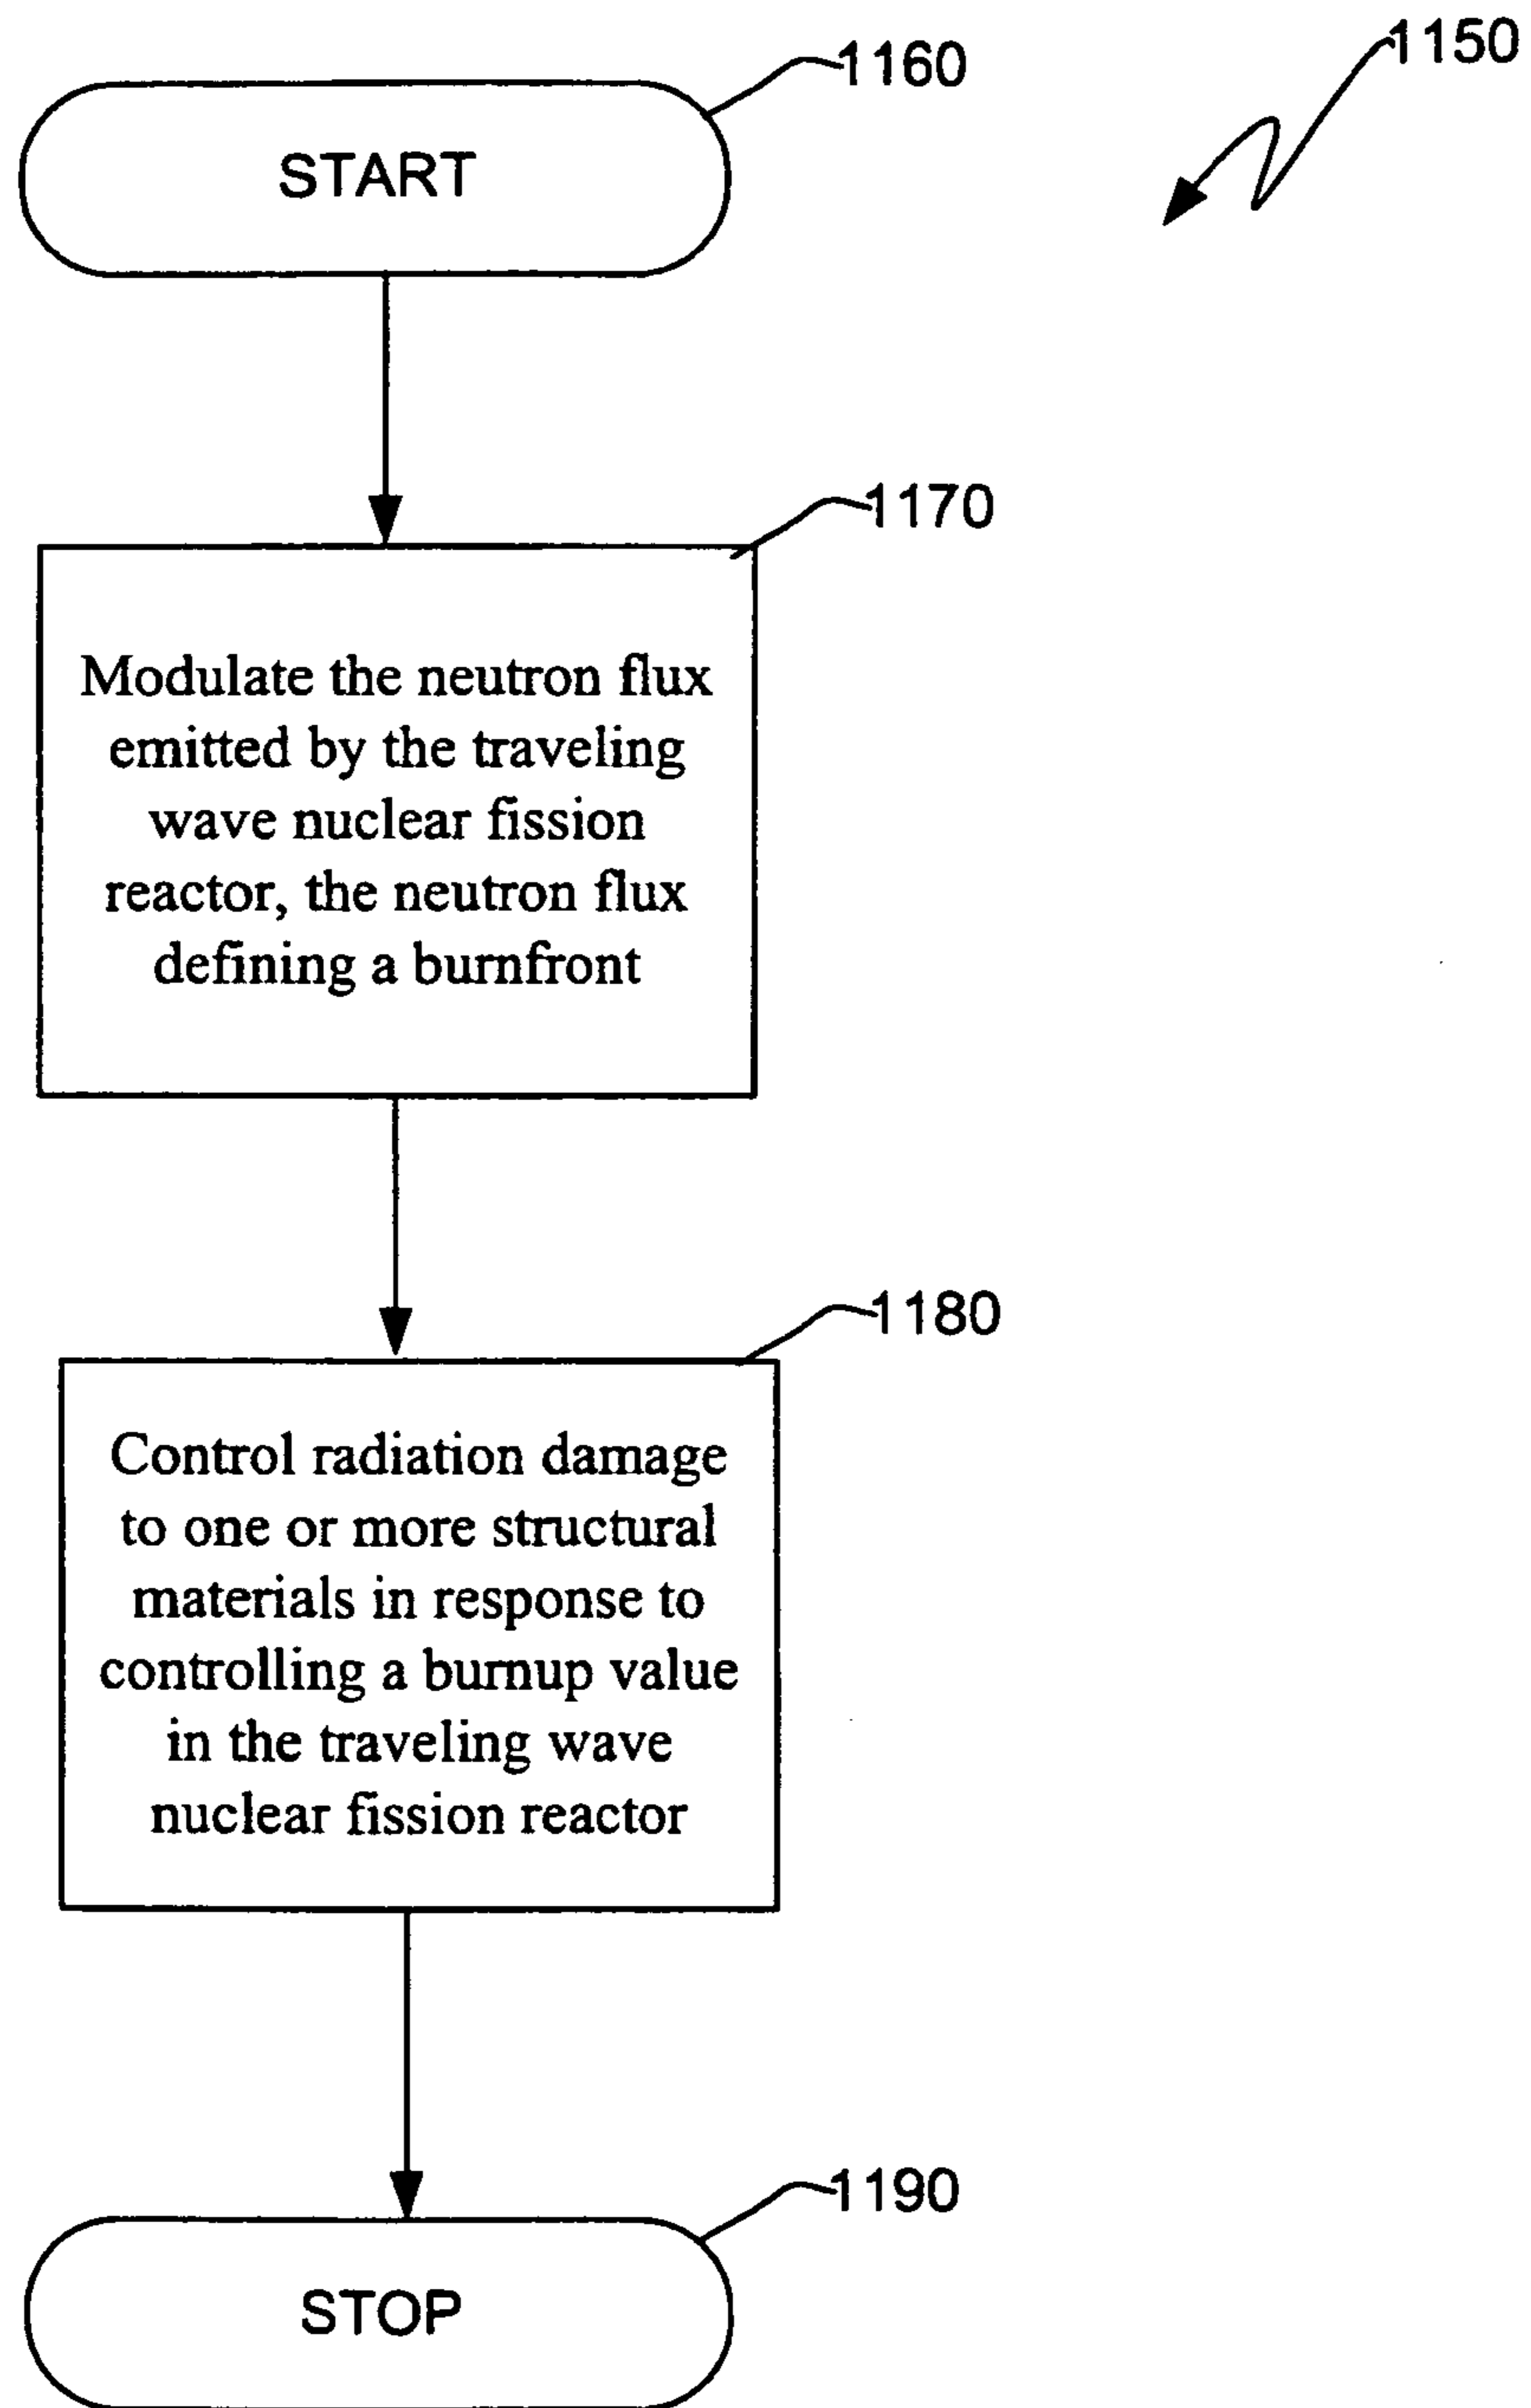 1150
1160
START
1170
Modulate the neutron flux
emitted by the traveling
wave nuclear fission
reactor, the neutron flux
defining a burnfront
1180
Control radiation damage
to one or more structural
materials in response to
controlling a burnup value
in the traveling wave
nuclear fission reactor
1190
STOP